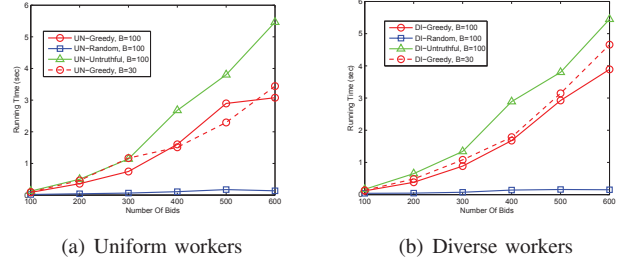 6
5
4
3
2
1
0
Running Time (sec)
UN-Greedy, B=100
UN-Random, B=100
UN-Untruthful, B=100
UN-Greedy, B=30
100 200 300 400 500 600
Number Of Bids
(a) Uniform workers
6
5
4
3
2
1
0
Running Time (sec)
DI-Greedy, B=100
DI-Random, B=100
DI-Untruthful, B=100
DI-Greedy, B=30
100 200 300 400 500 600
Number Of Bids
(b) Diverse workers